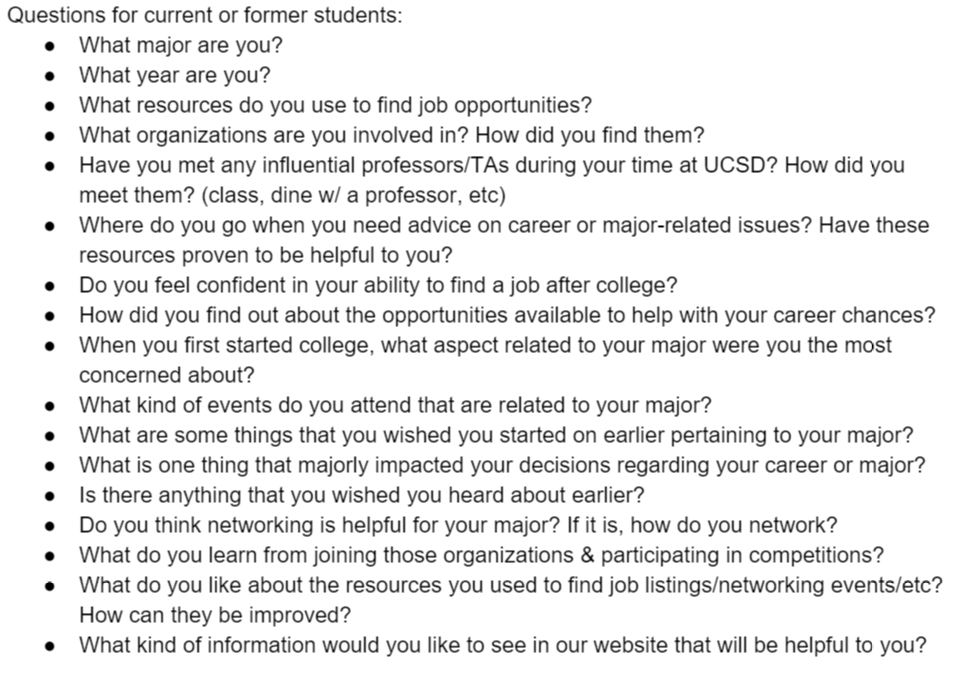 Questions for current or former students:
● What major are you?
● What year are you?
● What resources do you use to find job opportunities?
● What organizations are you involved in? How did you find them?
● Have you met any influential professors/TAs during your time at UCSD? How did you
meet them? (class, dine w/ a professor, etc)
● Where do you go when you need advice on career or major-related issues? Have these
resources proven to be helpful to you?
● Do you feel confident in your ability to find a job after college?
● How did you find out about the opportunities available to help with your career chances?
● When you first started college, what aspect related to your major were you the most
concerned about?
● What kind of events do you attend that are related to your major?
● What are some things that you wished you started on earlier pertaining to your major?
● What is one thing that majorly impacted your decisions regarding your career or major?
● Is there anything that you wished you heard about earlier?
● Do you think networking is helpful for your major? If it is, how do you network?
● What do you learn from joining those organizations & participating in competitions?
● What do you like about the resources you used to find job listings/networking events/etc?
How can they be improved?
● What kind of information would you like to see in our website that will be helpful to you?